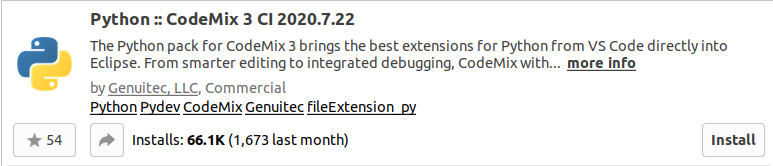 Python :: CodeMix 3 CI 2020.7.22
The Python pack for CodeMix 3 brings the best extensions for Python from VS Code directly into
Eclipse. From smarter editing to integrated debugging, CodeMix with... more info
by Genuitec, LLC, Commercial
Python Pydev CodeMix Genuitec fileExtension_py
54 Installs: 66.1K (1,673 last month) Install